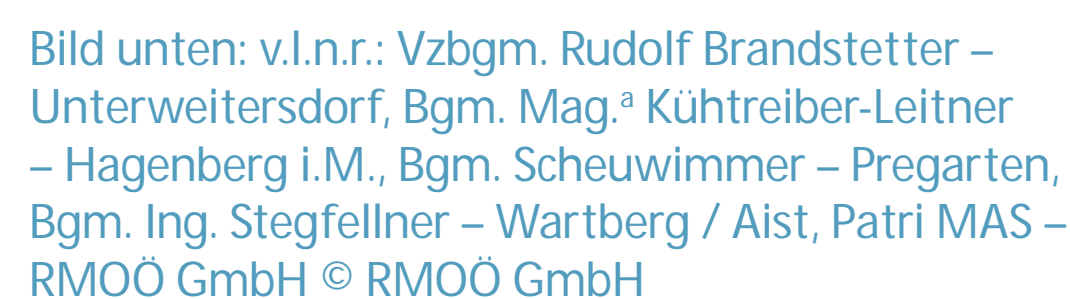 Bild unten: v.l.n.r.: Vzbgm. Rudolf Brandstetter –
Unterweitersdorf, Bgm. Mag.ª Kühtreiber-Leitner
– Hagenberg i.M., Bgm. Scheuwimmer – Pregarten,
Bgm. Ing. Stegfellner – Wartberg / Aist, Patri MAS –
RMOÖ GmbH © RMOÖ GmbH